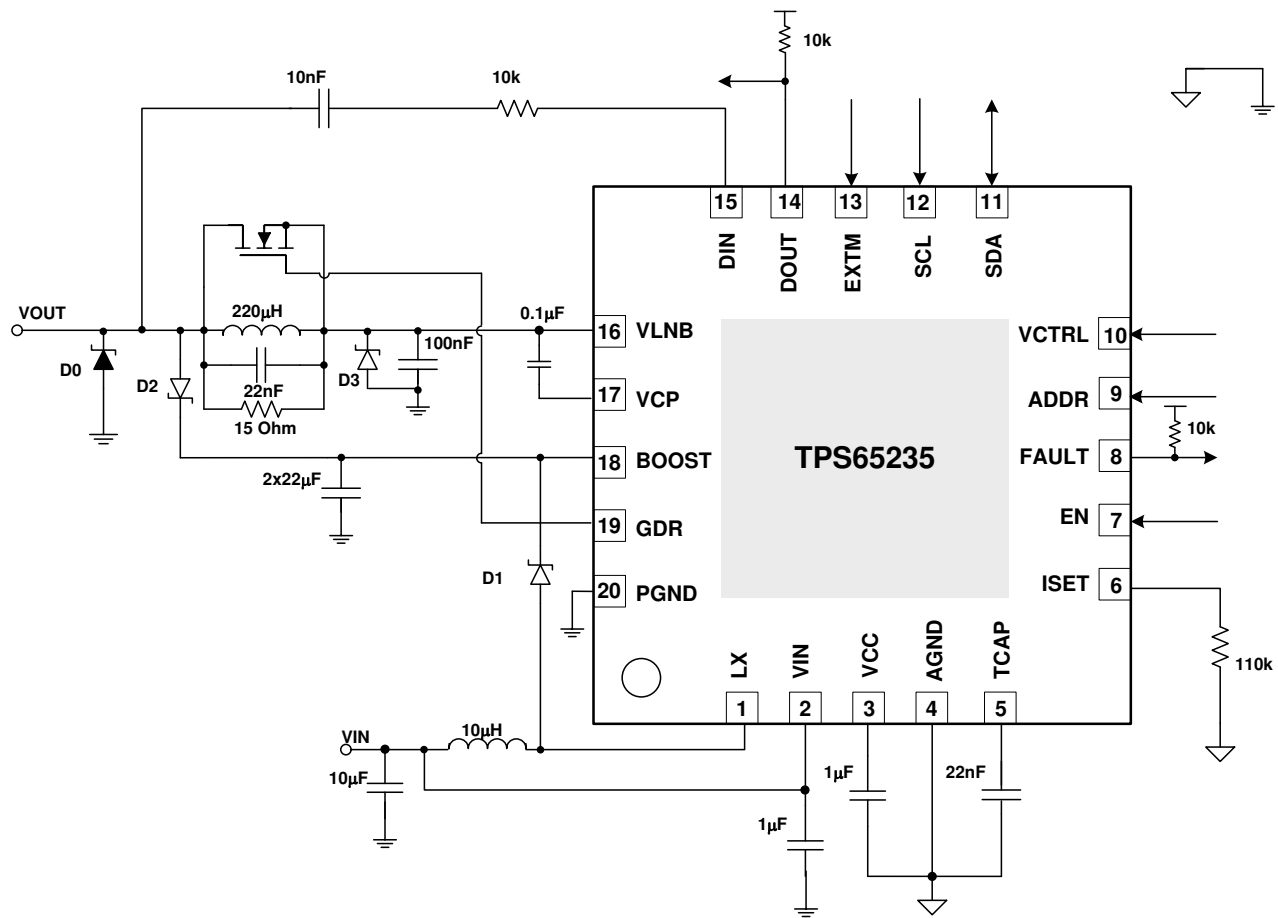 10k
10nF
10k
15
14
13
12
11
DIN
DOUT
EXTM
SCL
SDA
VOUT
220μH
0.1μF
16
VLNB
VCTRL
10
D0
D2
D3
100nF
22nF
15 Ohm
17
VCP
ADDR
9
10k
2x22μF
18
BOOST
TPS65235
FAULT
8
19
GDR
EN
7
D1
20
PGND
ISET
6
110k
LX
VIN
VCC
AGND
TCAP
1
2
3
4
5
VIN
10μH
10μF
1μF
22nF
1μF